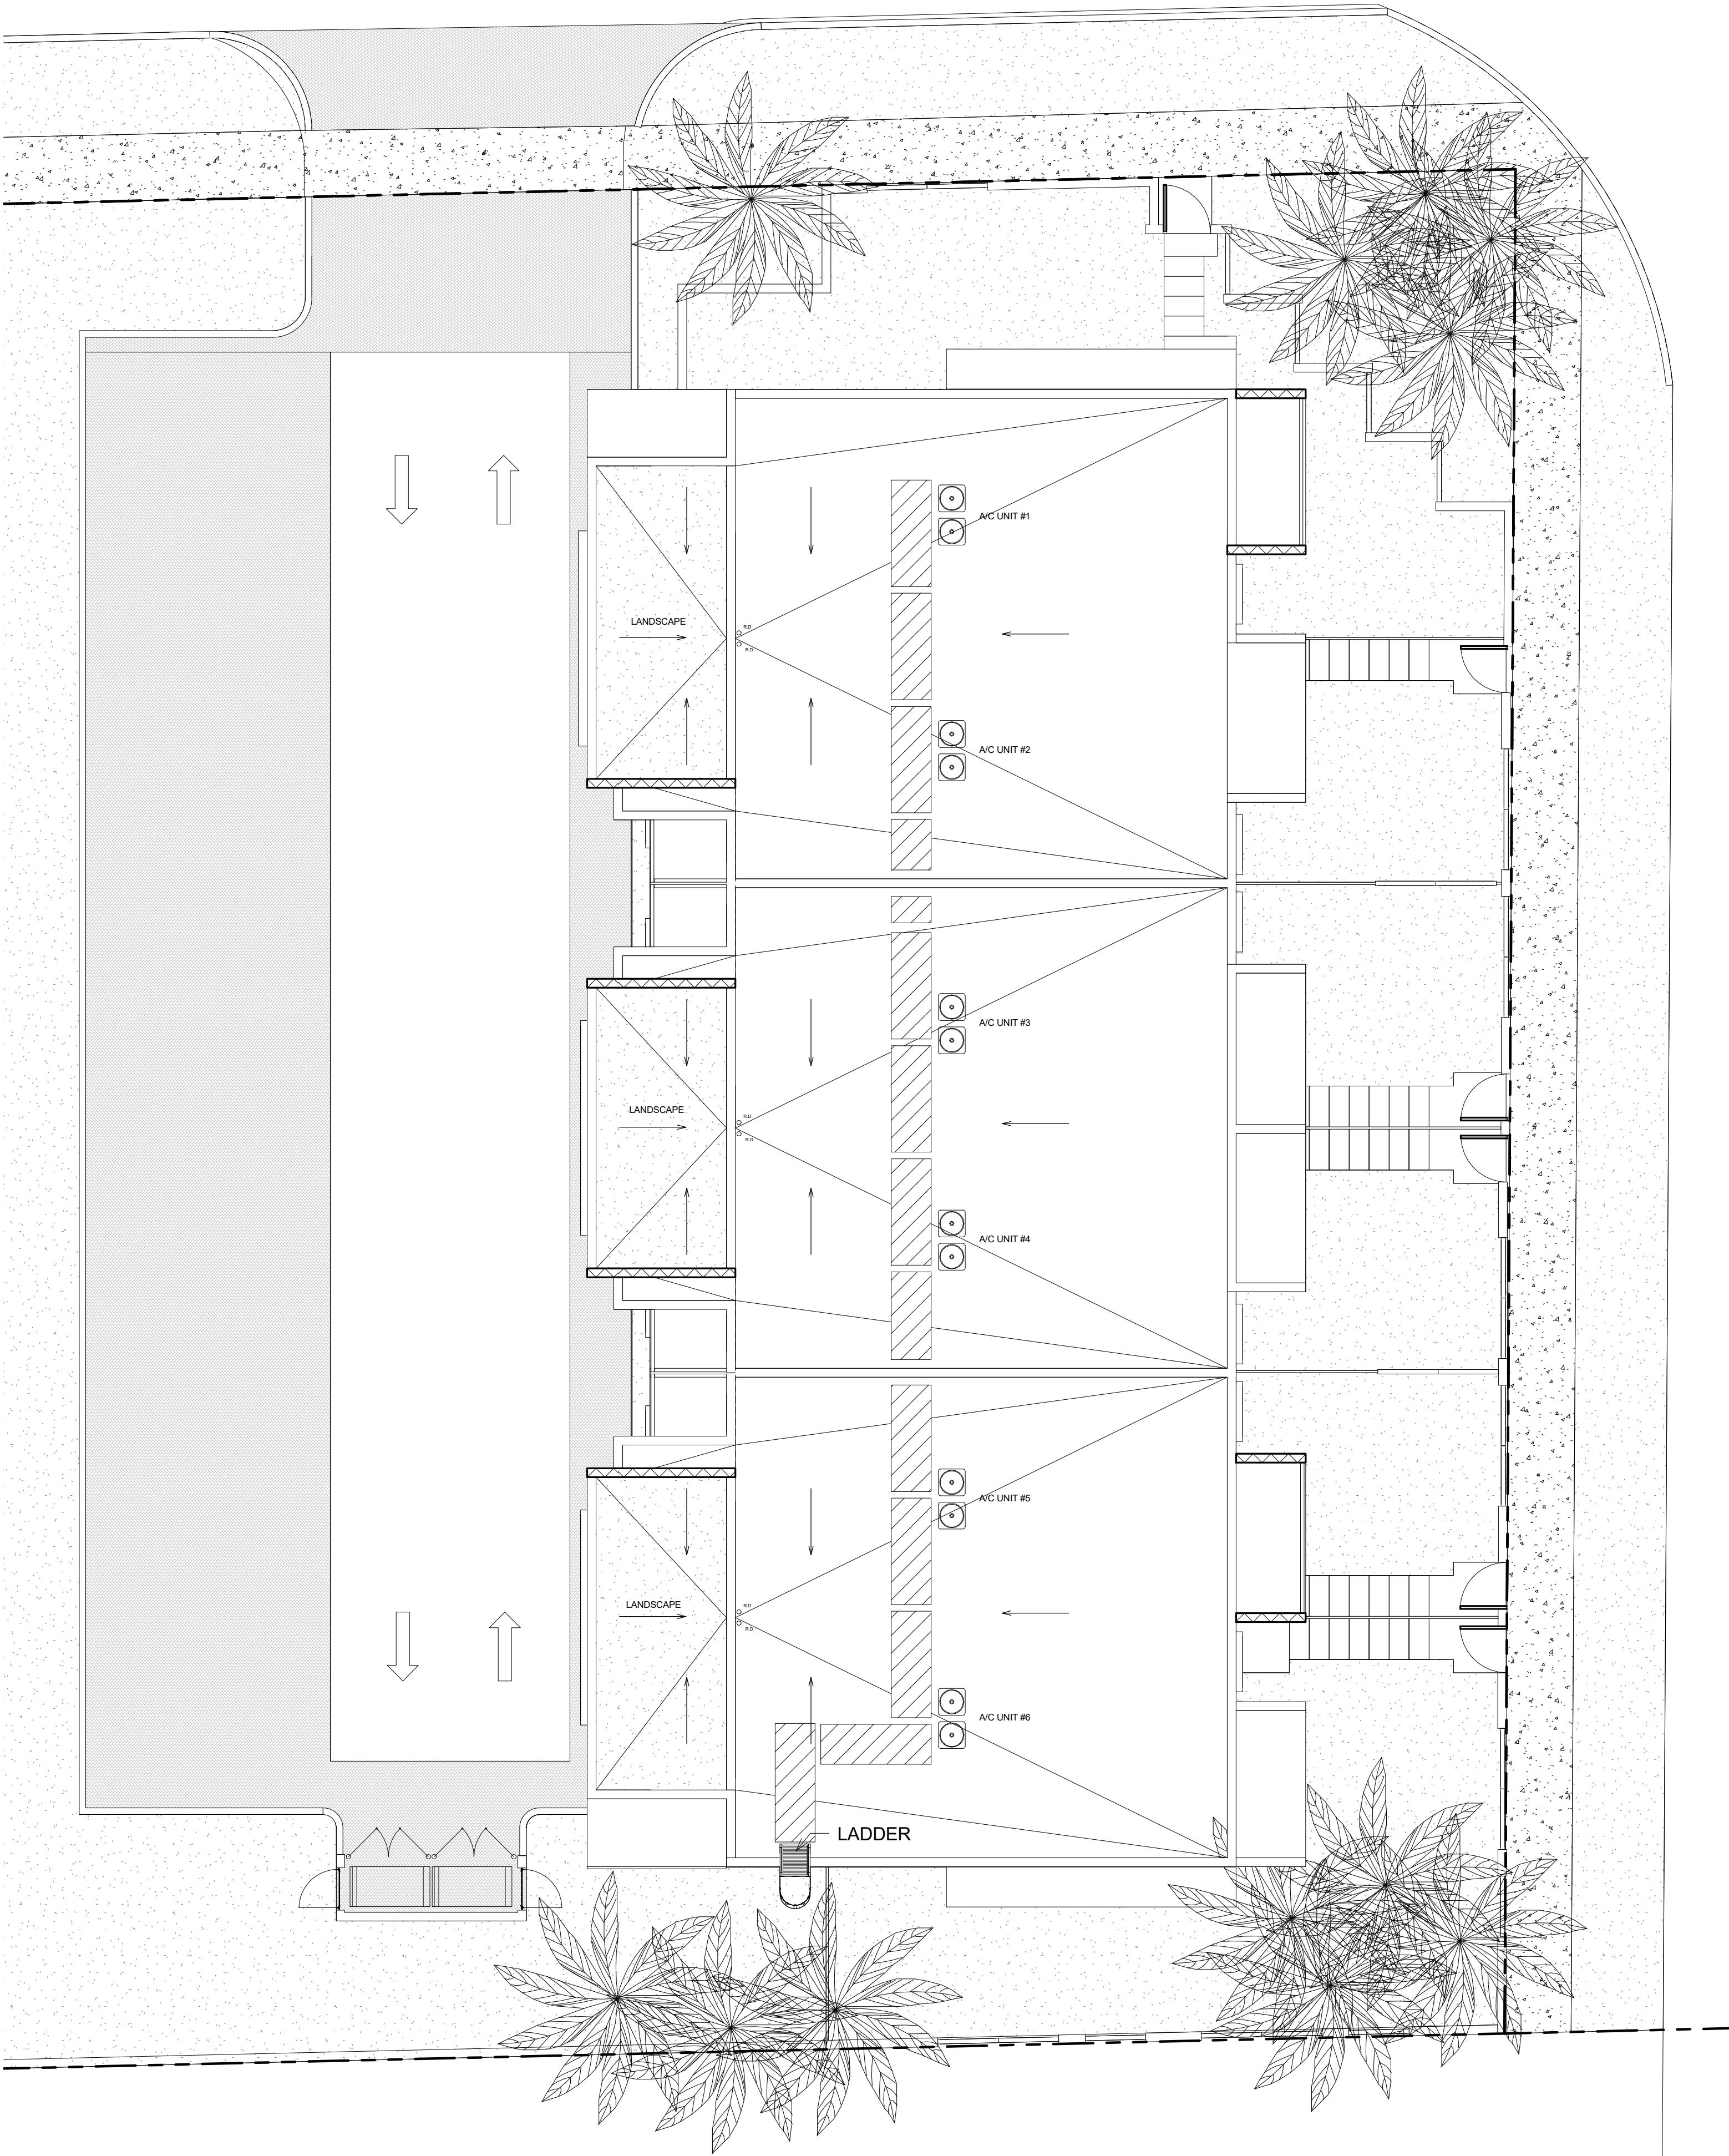 A/C UNIT #1
LANDSCAPE
R.D
R.D
A/C UNIT #2
A/C UNIT #3
LANDSCAPE
R.D
R.D
A/C UNIT #4
A/C UNIT #5
LANDSCAPE
R.D
R.D
A/C UNIT #6
LADDER